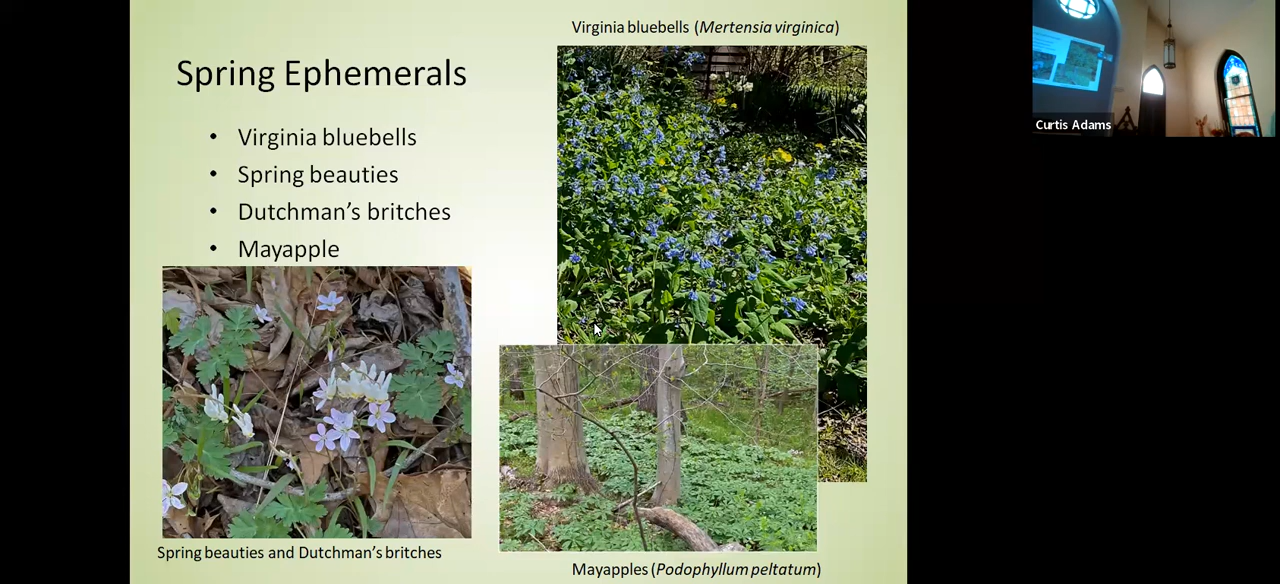 Virginia bluebells (Mertensia virginica)
Spring Ephemerals
• Virginia bluebells
• Spring beauties
• Dutchman’s britches
• Mayapple
Spring beauties and Dutchman’s britches
Mayapples (Podophyllum peltatum)
Curtis Adams